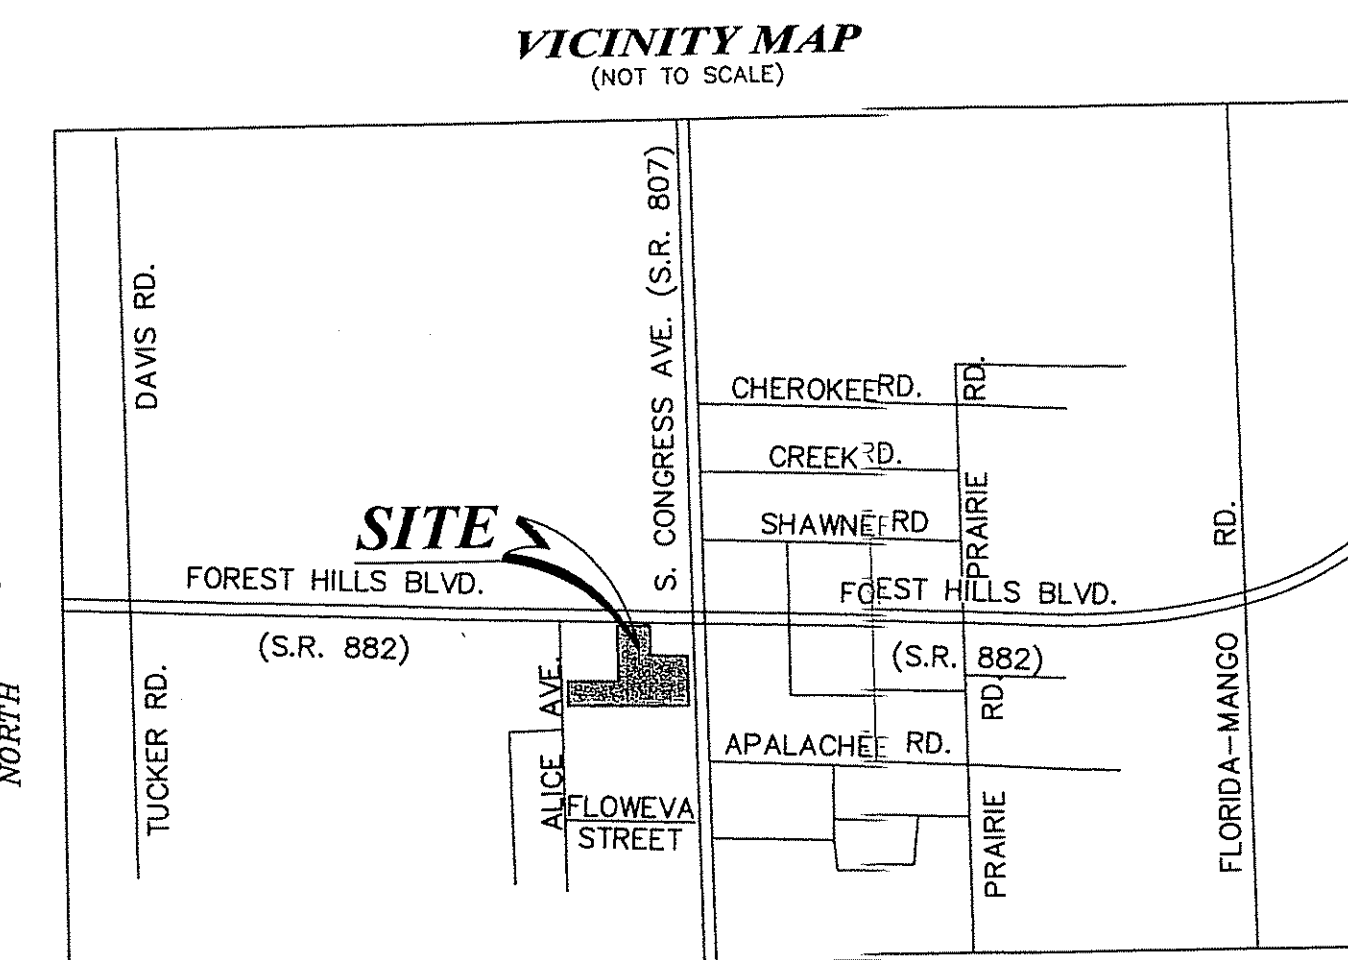 VICINITY MAP
(NOT TO SCALE)
DAVIS RD.
S. CONGRESS AVE. (S.R. 807)
CHEROKEE RD.
PRAIRIE RD.
CREEK RD.
SHAWNEE RD
SITE
FOREST HILLS BLVD.
(S.R. 882)
FOEST HILLS BLVD.
(S.R. 882)
TUCKER RD.
ALICE AVE.
FLOWEVA
STREET
APALACHEE RD.
PRAIRIE RD.
FLORIDA-MANGO RD.
NORTH